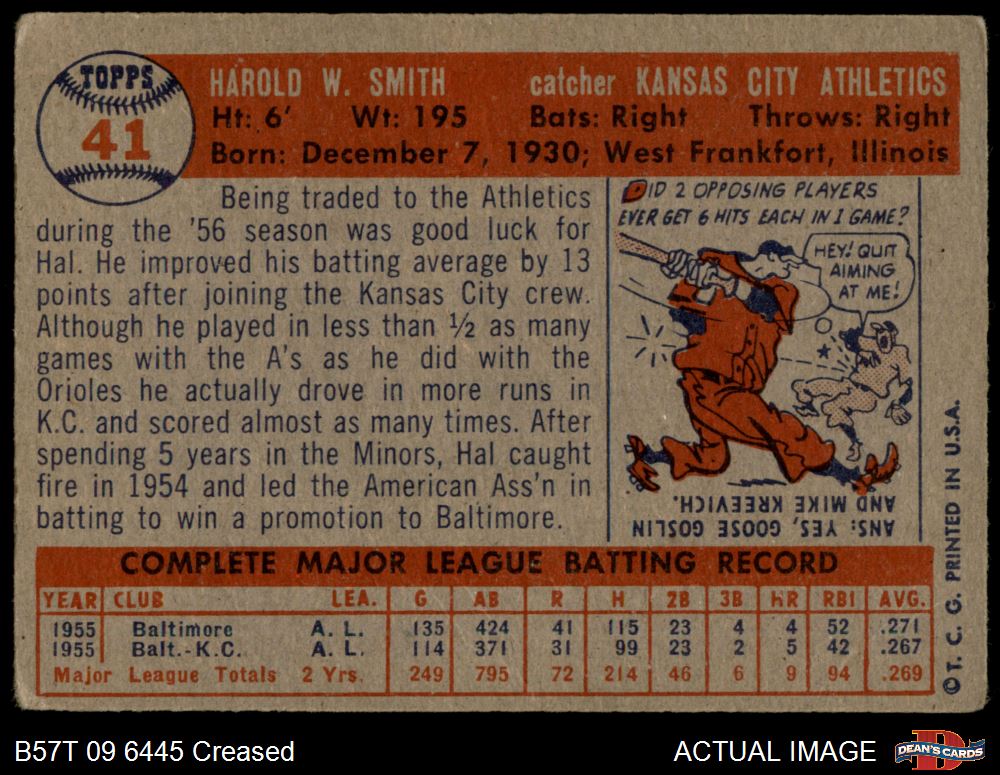 TOPPS
41
HAROLD W. SMITH catcher KANSAS CITY ATHLETICS
Ht: 6' Wt: 195 Bats: Right Throws: Right
Born: December 7, 1930; West Frankfort, Illinois
Being traded to the Athletics
during the '56 season was good luck for
Hal. He improved his batting average by 13
points after joining the Kansas City crew.
Although he played in less than ½ as many
games with the A's as he did with the
Orioles he actually drove in more runs in
K.C. and scored almost as many times. After
spending 5 years in the Minors, Hal caught
fire in 1954 and led the American Ass'n in
batting to win a promotion to Baltimore.
DID 2 OPPOSING PLAYERS
EVER GET 6 HITS EACH IN 1 GAME?
HEY! QUIT
AIMING
AT ME!
ANS: YES, GOOSE GOSLIN
AND MIKE KREEVICH.
COMPLETE MAJOR LEAGUE BATTING RECORD
YEAR CLUB LEA. G AB R H 2B 3B HR RBI AVG.
1955 Baltimore A. L. 135 424 41 115 23 4 4 52 .271
1955 Balt.-K.C. A. L. 114 371 31 99 23 2 5 42 .267
Major League Totals 2 Yrs. 249 795 72 214 46 6 9 94 .269
©T. C. G. PRINTED IN U.S.A.
B57T 09 6445 Creased ACTUAL IMAGE
D
DEAN'S CARDS